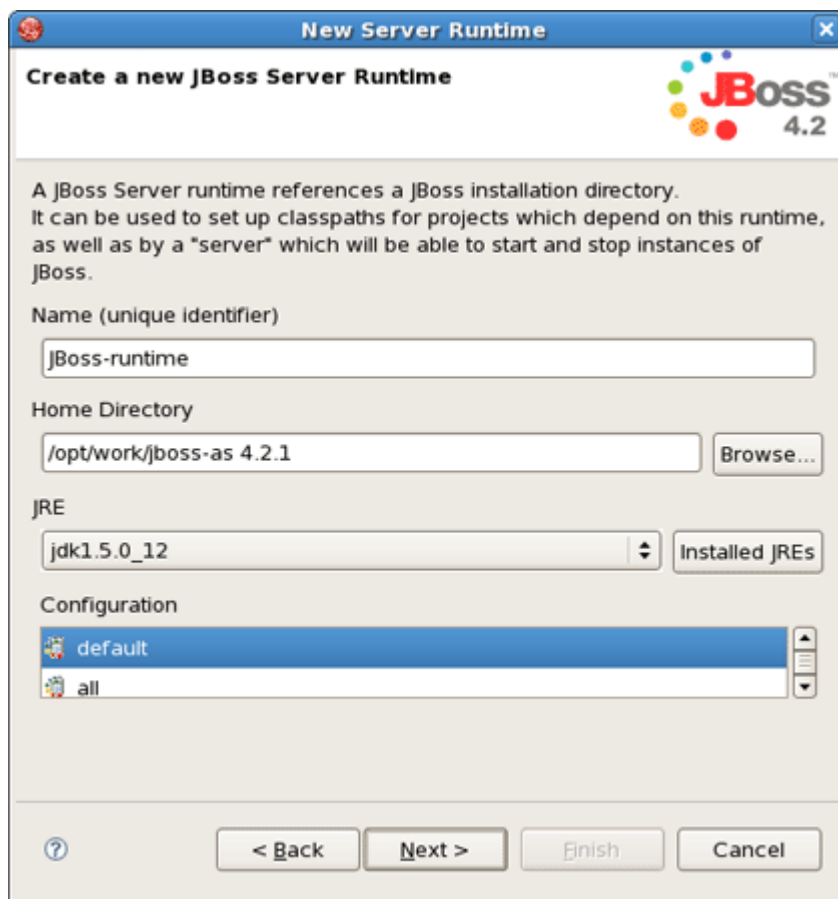 New Server Runtime
Create a new JBoss Server Runtime
JBoss™
4.2
A JBoss Server runtime references a JBoss installation directory.
It can be used to set up classpaths for projects which depend on this runtime,
as well as by a "server" which will be able to start and stop instances of
JBoss.
Name (unique identifier)
JBoss-runtime
Home Directory
/opt/work/jboss-as 4.2.1
Browse...
JRE
jdk1.5.0_12
Installed JREs
Configuration
default
all
< Back Next > Finish Cancel